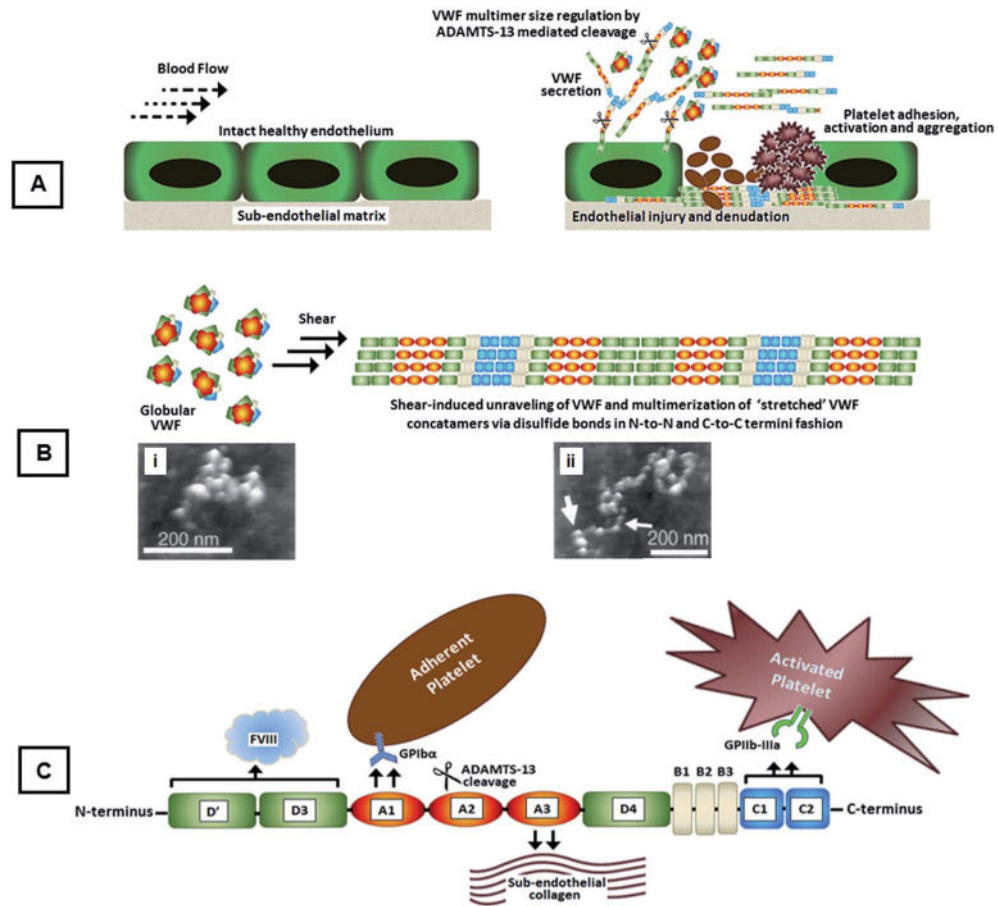 VWF multimer size regulation by
ADAMTS-13 mediated cleavage
Blood Flow
VWF
secretion
Intact healthy endothelium
Platelet adhesion,
activation and aggregation
A
Sub-endothelial matrix
Endothelial injury and denudation
Shear
Globular
VWF
Shear-induced unraveling of VWF and multimerization of 'stretched' VWF
concatamers via disulfide bonds in N-to-N and C-to-C termini fashion
B
i
200 nm
ii
200 nm
C
Adherent
Platelet
Activated
Platelet
FVIII
GPIbα
GPIIb-IIIa
ADAMTS-13
cleavage
B1 B2 B3
N-terminus
D' D3 A1 A2 A3 D4 C1 C2
C-terminus
Sub-endothelial
collagen